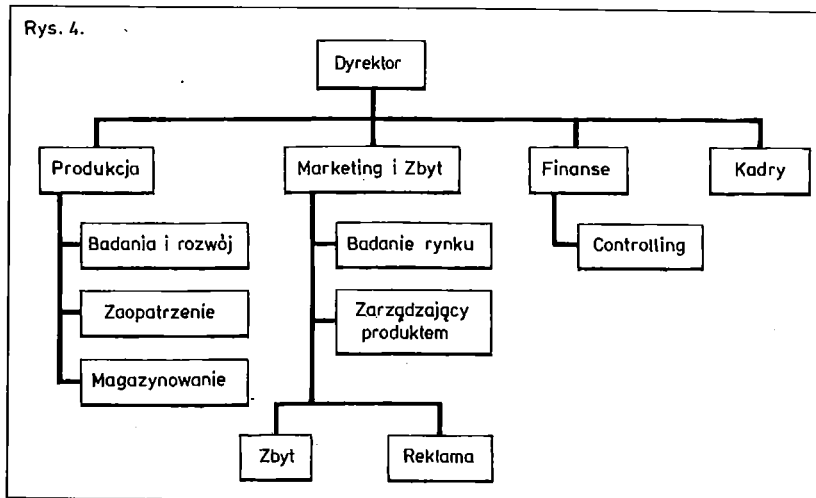 Rys. 4.
Dyrektor
Produkcja
Marketing i Zbyt
Finanse
Kadry
Badania i rozwój
Badanie rynku
Controlling
Zaopatrzenie
Zarządzający
produktem
Magazynowanie
Zbyt
Reklama